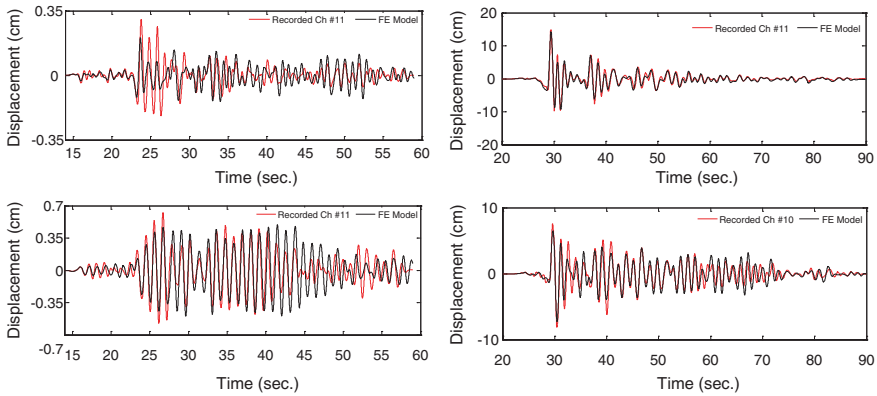 0.35
0
-0.35
Displacement (cm)
Recorded Ch #11
FE Model
15 20 25 30 35 40 45 50 55 60
Time (sec.)
20
10
0
-10
-20
Displacement (cm)
Recorded Ch #11
FE Model
20 30 40 50 60 70 80 90
Time (sec.)
0.7
0.35
0
-0.35
-0.7
Displacement (cm)
Recorded Ch #11
FE Model
15 20 25 30 35 40 45 50 55 60
Time (sec.)
10
0
-10
Displacement (cm)
Recorded Ch #10
FE Model
20 30 40 50 60 70 80 90
Time (sec.)